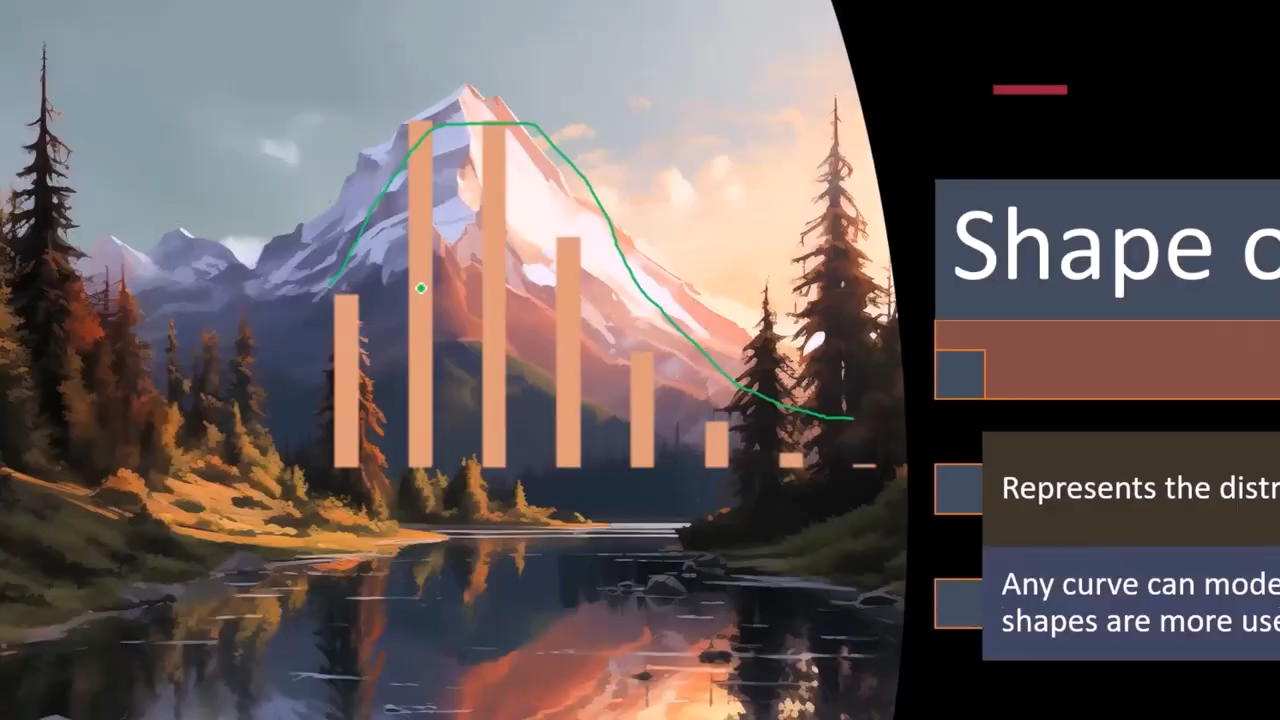 Shape o
Represents the distr
Any curve can mode
shapes are more use